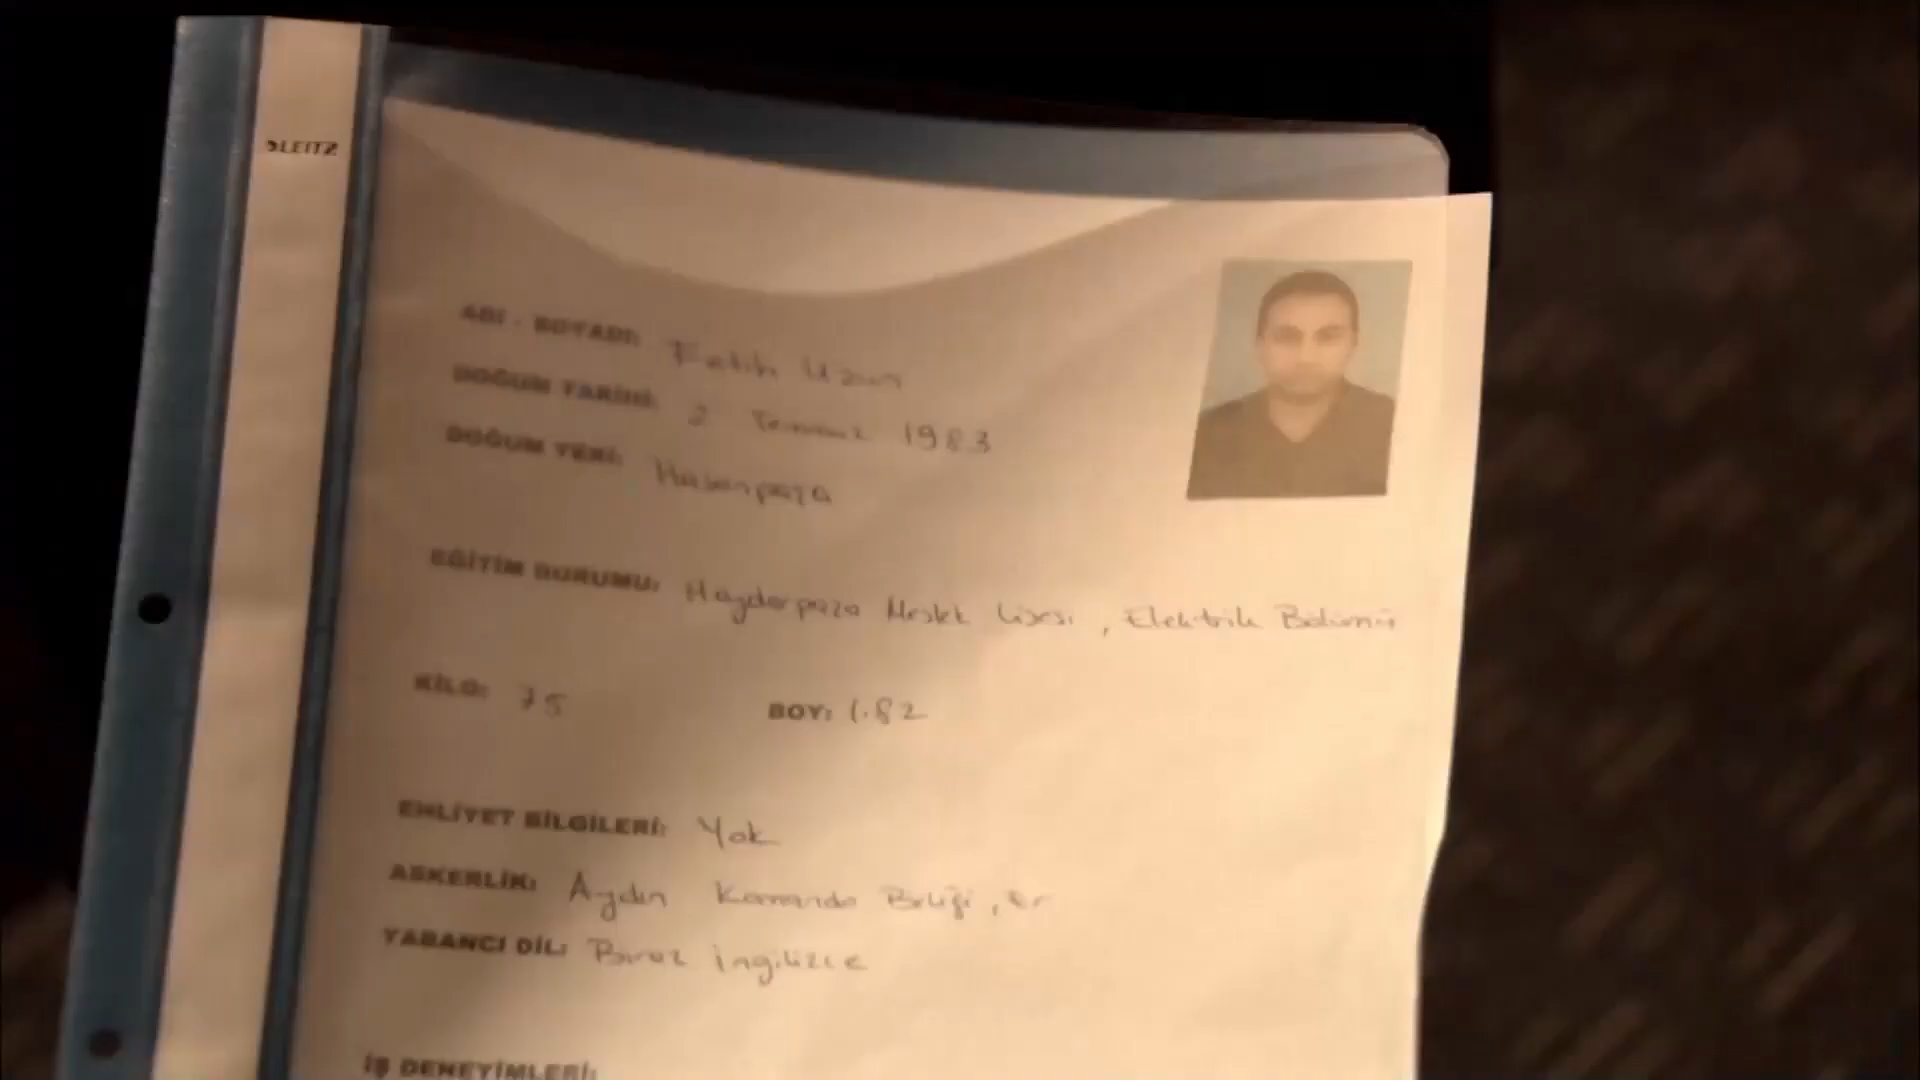 LEITZ
ADI - SOYADI: Fatih Uzun
DOĞUM TARİHİ: 2 Temmuz 1983
DOĞUM YERİ: Hasanpaşa
EĞİTİM DURUMU: Haydarpaşa Meslek Lisesi, Elektrik Bölümü
KİLO: 75 BOY: 1.82
EHLİYET BİLGİLERİ: Yok
ASKERLİK: Aydın Komando Birliği, Er
YABANCI DİL: Biraz İngilizce
İŞ DENEYİMLERİ: